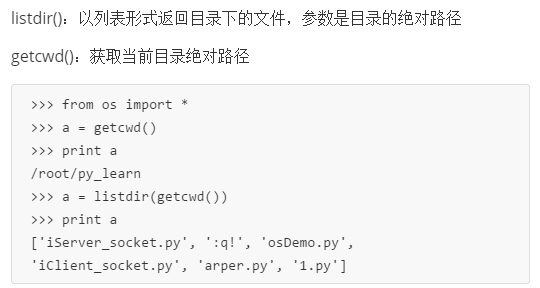 listdir()：以列表形式返回目录下的文件，参数是目录的绝对路径
getcwd()：获取当前目录绝对路径
>>> from os import *
>>> a = getcwd()
>>> print a
/root/py_learn
>>> a = listdir(getcwd())
>>> print a
['iServer_socket.py', ':q!', 'osDemo.py',
'iClient_socket.py', 'arper.py', '1.py']